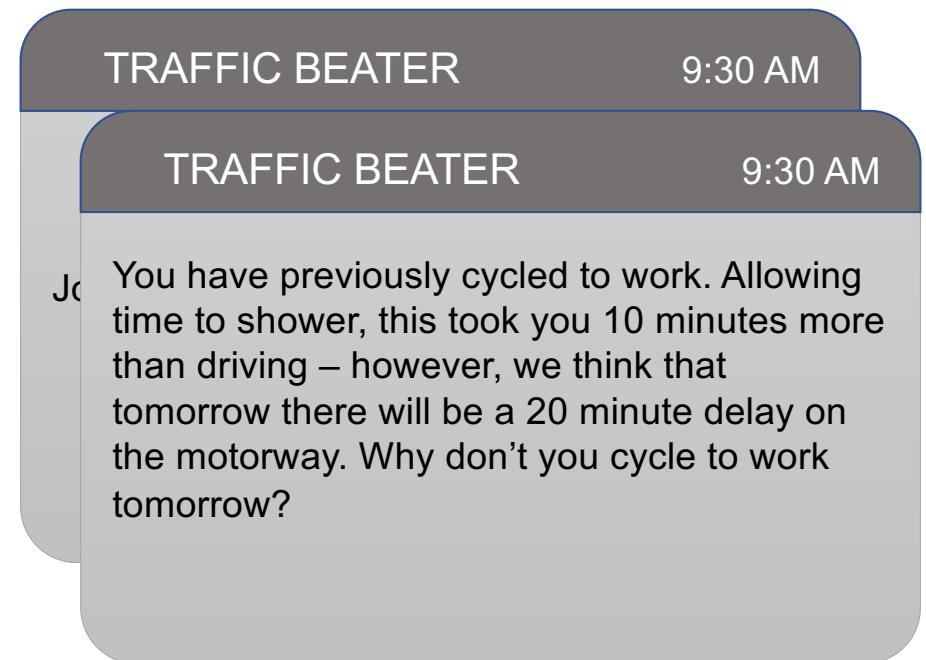 TRAFFIC BEATER 9:30 AM
TRAFFIC BEATER 9:30 AM
You have previously cycled to work. Allowing
time to shower, this took you 10 minutes more
than driving – however, we think that
tomorrow there will be a 20 minute delay on
the motorway. Why don’t you cycle to work
tomorrow?